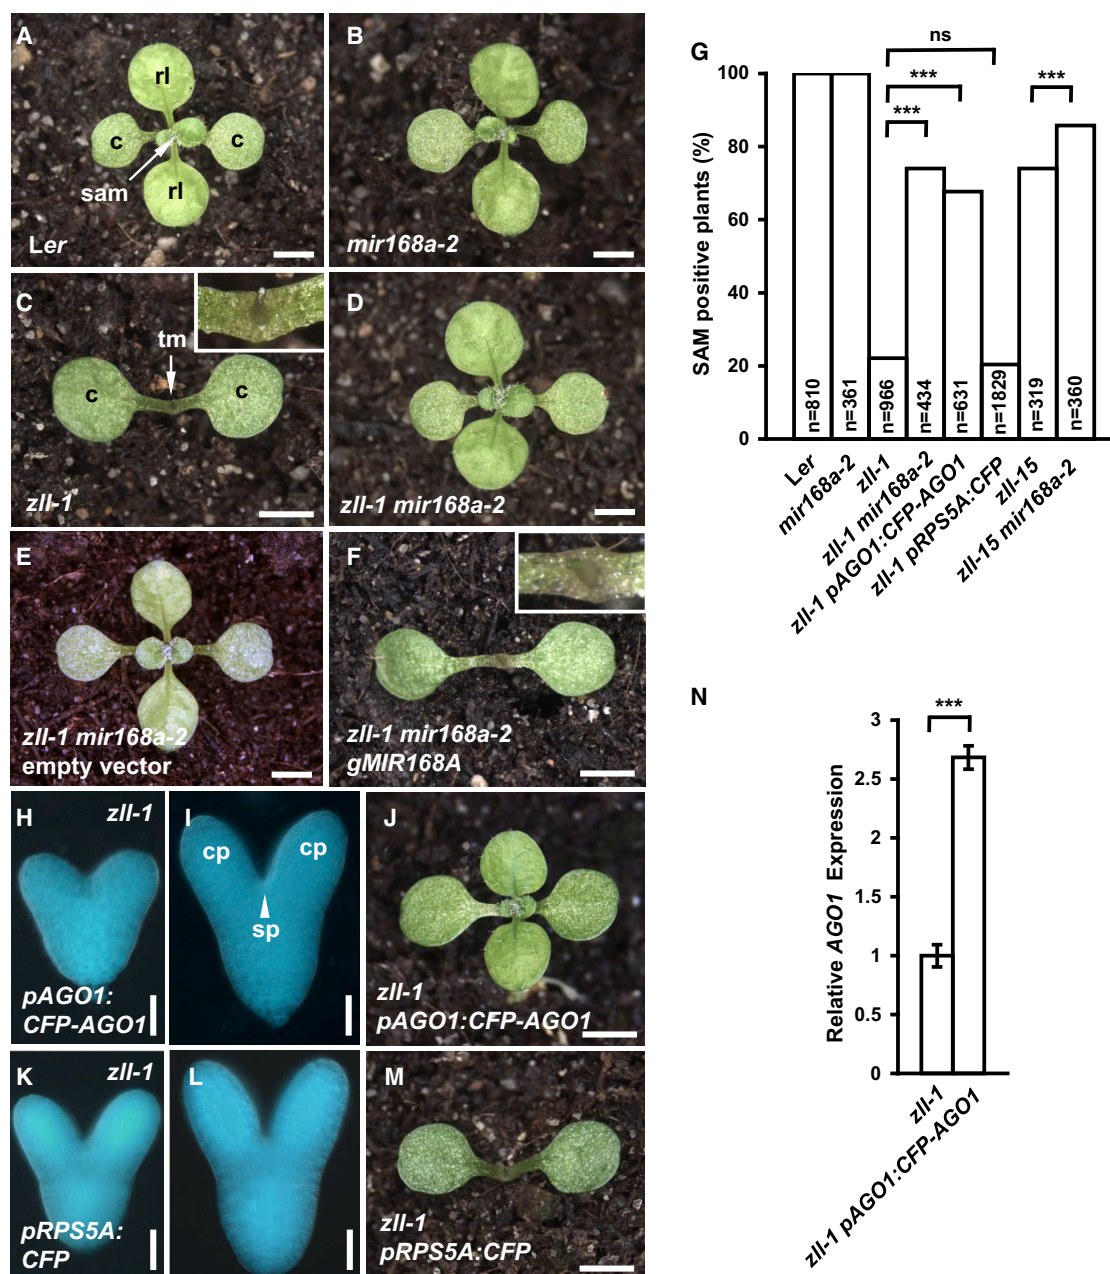 A
rl
c
c
sam
rl
Ler
B
mir168a-2
C
tm
c
c
zll-1
D
zll-1 mir168a-2
E
zll-1 mir168a-2
empty vector
F
zll-1 mir168a-2
gMIR168A
G
ns
***
***
***
SAM positive plants (%)
100
80
60
40
20
0
n=810
n=361
n=966
n=434
n=631
n=1829
n=319
n=360
Ler
mir168a-2
zll-1
zll-1 mir168a-2
zll-1 pAGO1:CFP-AGO1
zll-1 pRPS5A:CFP
zll-15
zll-15 mir168a-2
H
zll-1
pAGO1:
CFP-AGO1
I
cp
cp
sp
J
zll-1
pAGO1:CFP-AGO1
K
zll-1
pRPS5A:
CFP
L
M
zll-1
pRPS5A:CFP
N
***
Relative AGO1 Expression
3
2.5
2
1.5
1
0.5
0
zll-1
zll-1 pAGO1:CFP-AGO1